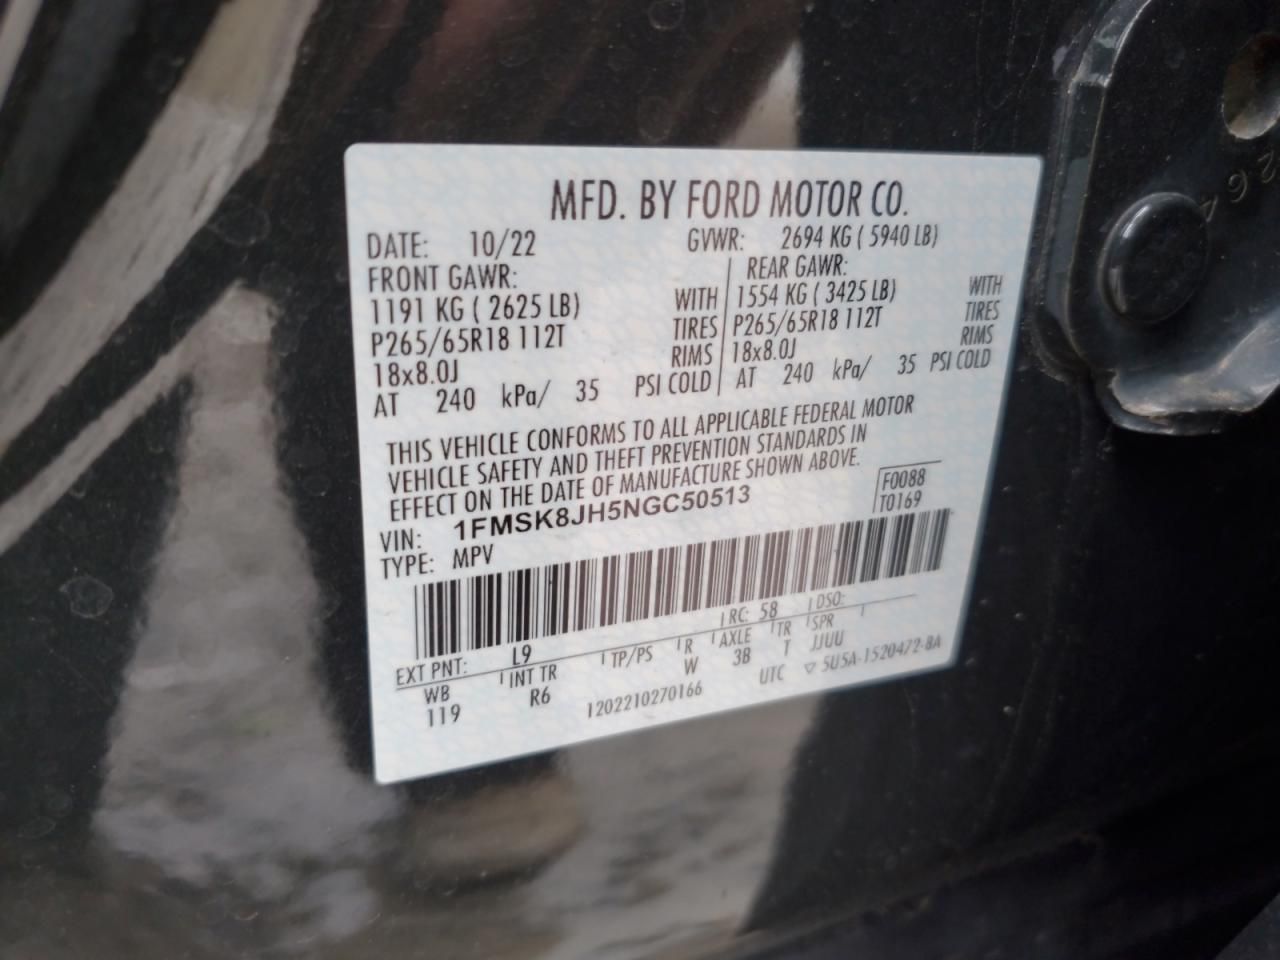 MFD. BY FORD MOTOR CO.
DATE: 10/22 GVWR: 2694 KG ( 5940 LB)
FRONT GAWR: REAR GAWR:
1191 KG ( 2625 LB) WITH 1554 KG ( 3425 LB) WITH
P265/65R18 112T TIRES P265/65R18 112T TIRES
18x8.0J RIMS 18x8.0J RIMS
AT 240 kPa/ 35 PSI COLD AT 240 kPa/ 35 PSI COLD
THIS VEHICLE CONFORMS TO ALL APPLICABLE FEDERAL MOTOR
VEHICLE SAFETY AND THEFT PREVENTION STANDARDS IN
EFFECT ON THE DATE OF MANUFACTURE SHOWN ABOVE.
F0088
T0169
VIN: 1FMSK8JH5NGC50513
TYPE: MPV
EXT PNT: L9 RC: 58 DSO:
WB INT TR TP/PS R AXLE TR SPR
119 R6 W 3B T JJUU
1202210270166 UTC ▽ 5U5A-1520472-8A
264